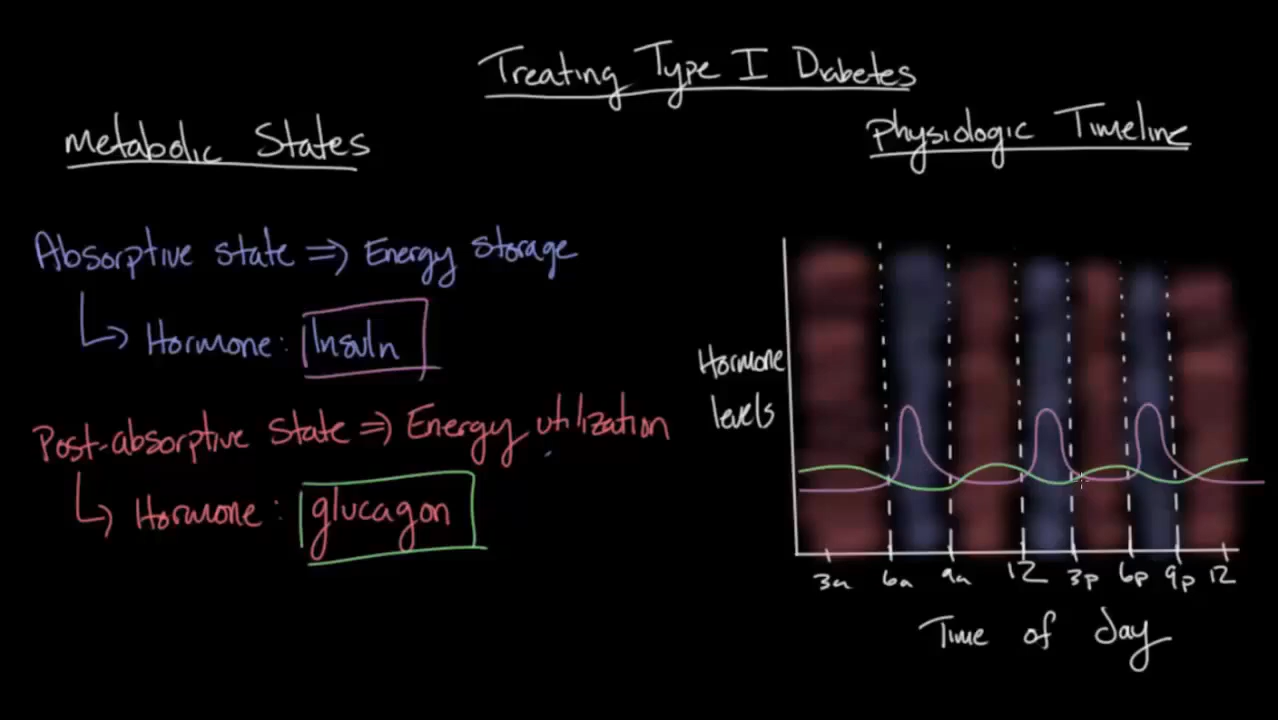 Treating Type I Diabetes
Metabolic States
Physiologic Timeline
Absorptive state ⇒ Energy storage
↳ Hormone: Insuln
Post-absorptive state ⇒ Energy utilization
↳ Hormone: glucagon
Hormone
levels
3a 6a 9a 12 3p 6p 9p 12
Time of day